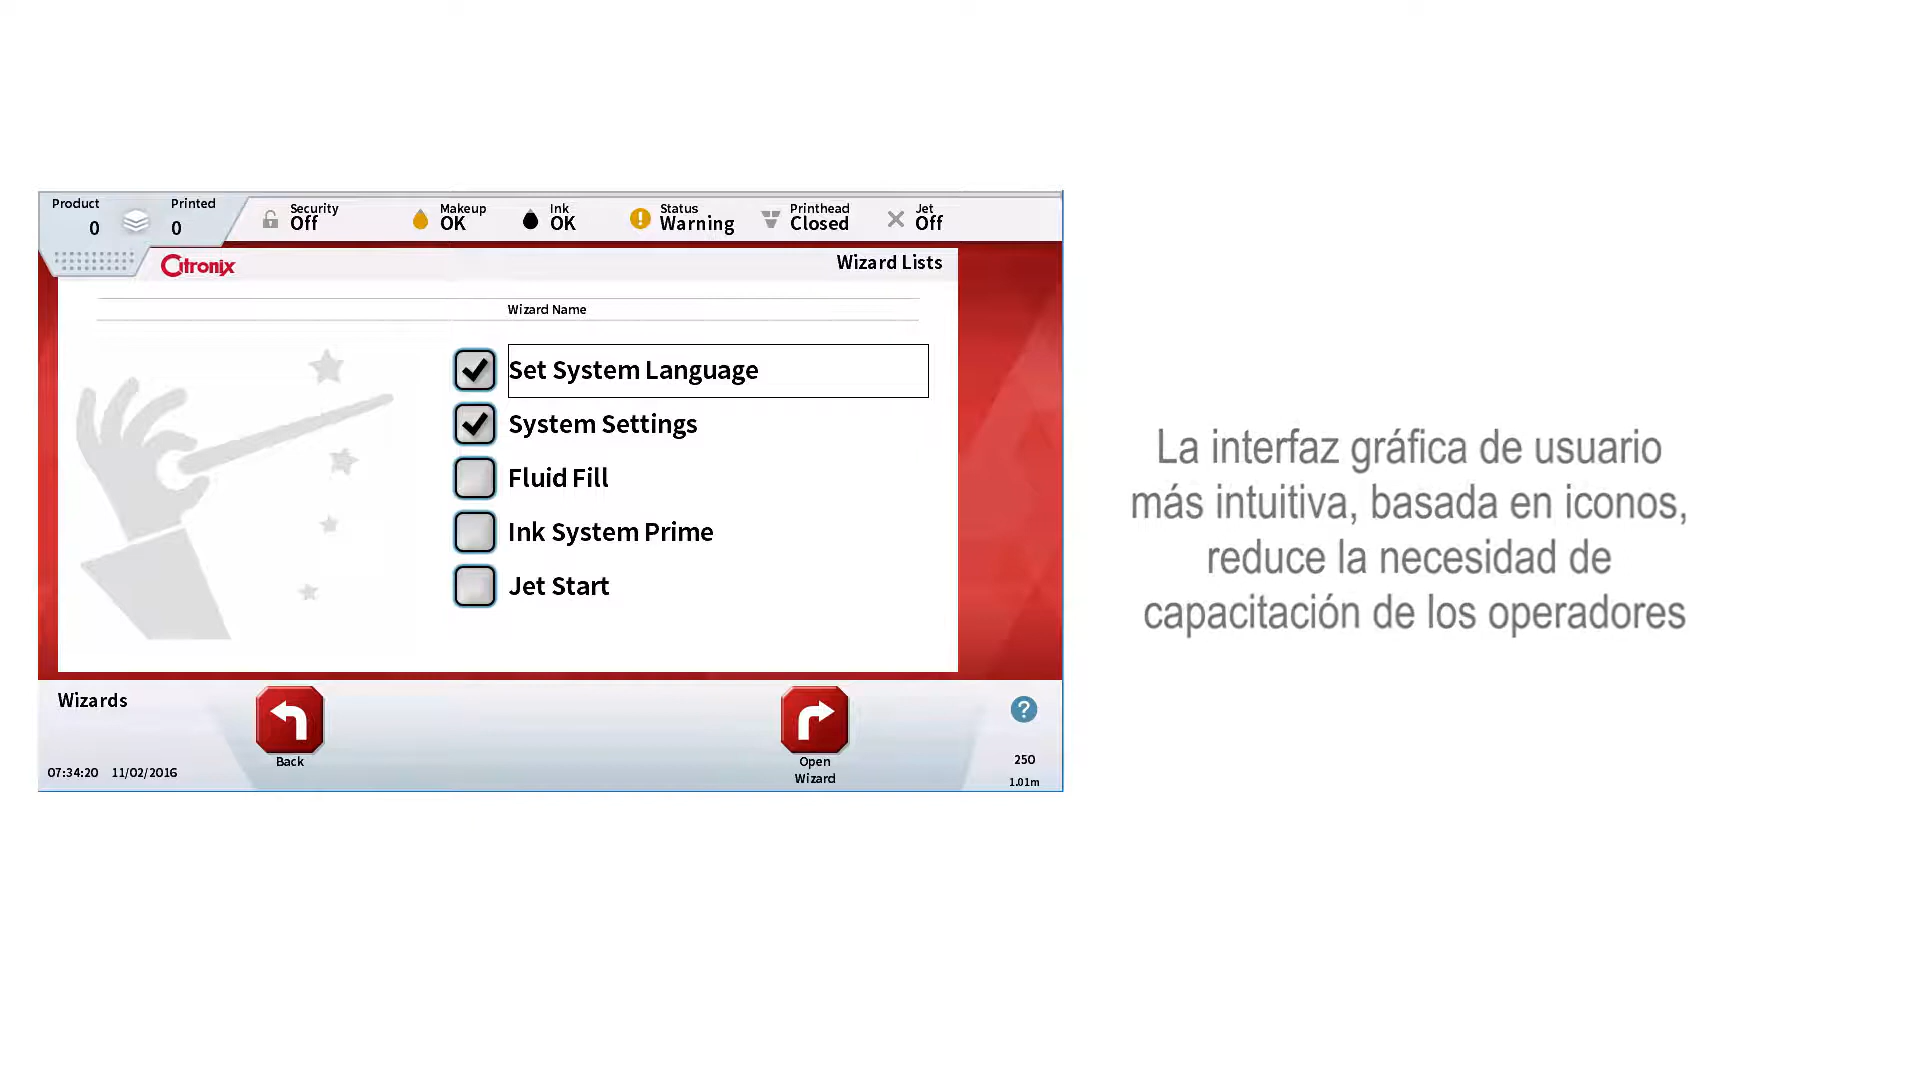 Product
0
Printed
0
Security
Off
Makeup
OK
Ink
OK
Status
Warning
Printhead
Closed
Jet
Off
Citronix
Wizard Lists
Wizard Name
Set System Language
System Settings
Fluid Fill
Ink System Prime
Jet Start
Wizards
Back
Open
Wizard
?
07:34:20 11/02/2016
250
1.01m
La interfaz gráfica de usuario
más intuitiva, basada en iconos,
reduce la necesidad de
capacitación de los operadores